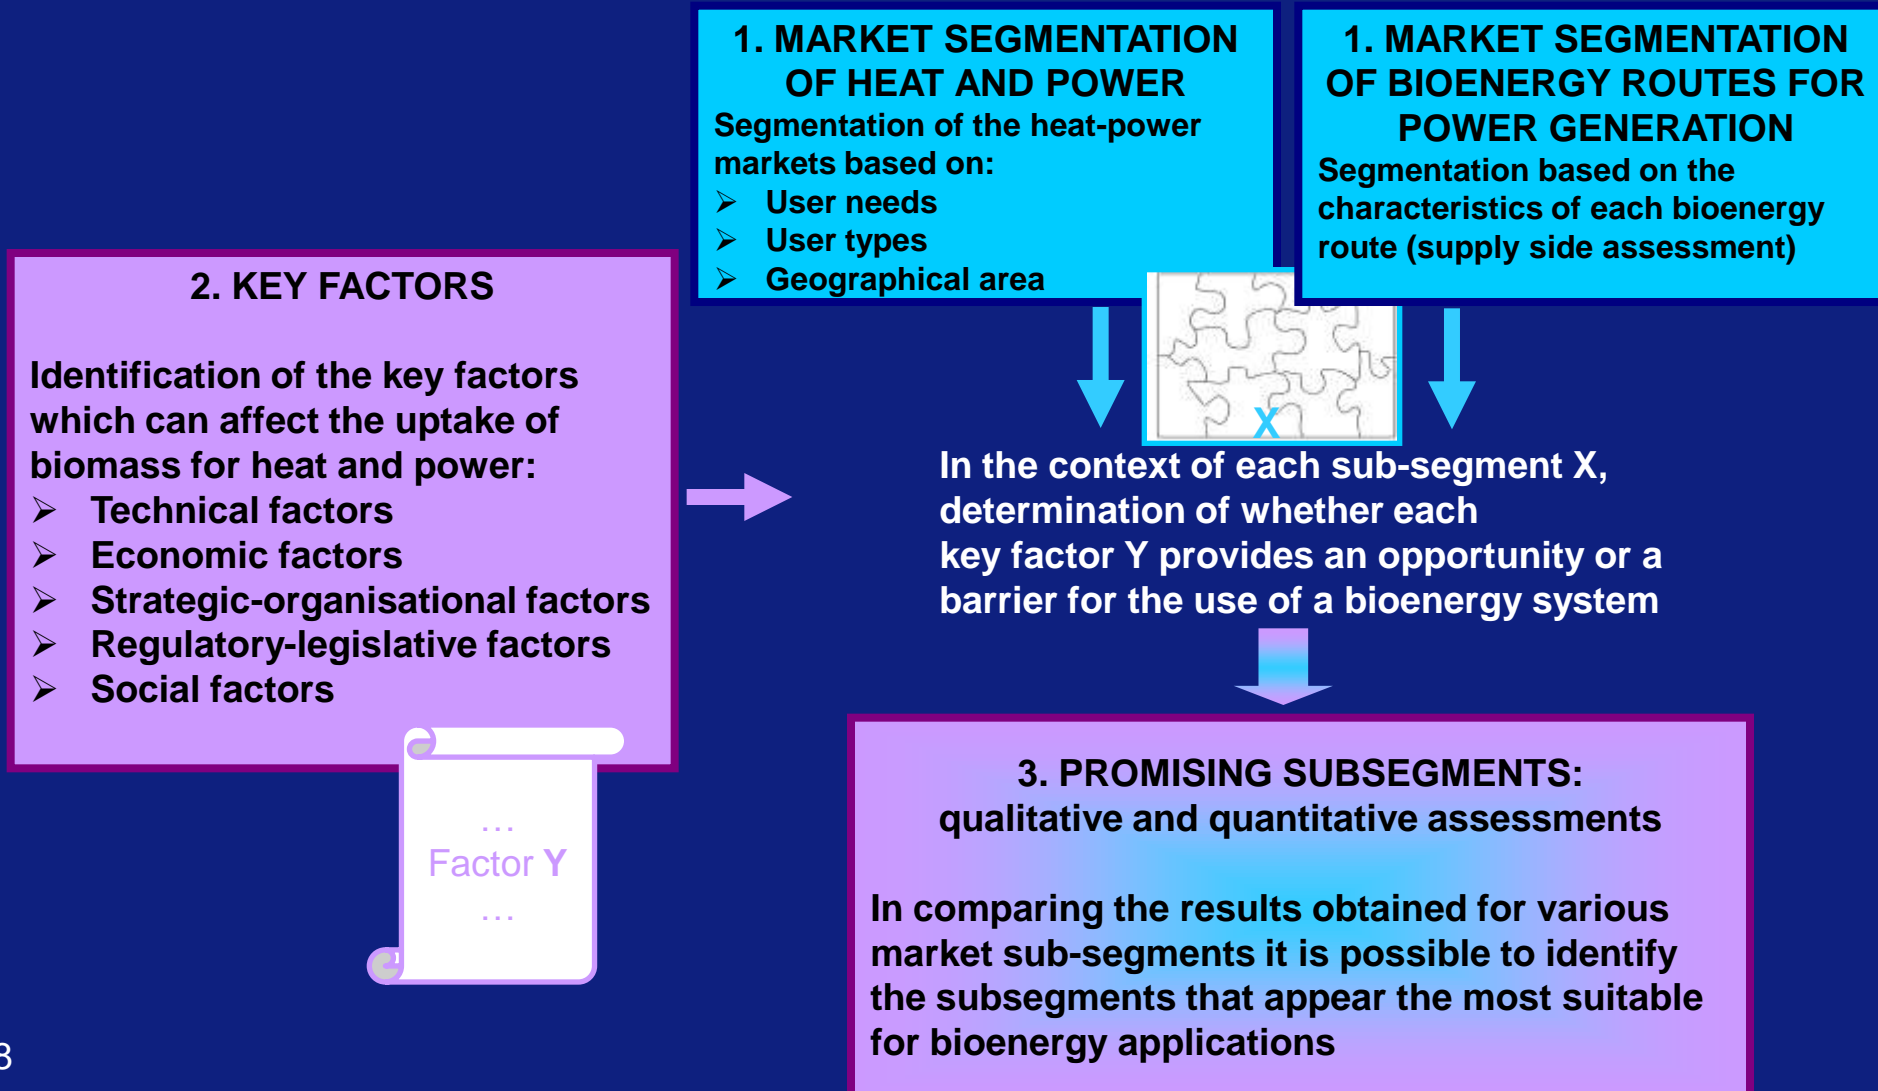 1. MARKET SEGMENTATION
OF HEAT AND POWER
Segmentation of the heat-power
markets based on:
➢ User needs
➢ User types
➢ Geographical area
1. MARKET SEGMENTATION
OF BIOENERGY ROUTES FOR
POWER GENERATION
Segmentation based on the
characteristics of each bioenergy
route (supply side assessment)
2. KEY FACTORS
Identification of the key factors
which can affect the uptake of
biomass for heat and power:
➢ Technical factors
➢ Economic factors
➢ Strategic-organisational factors
➢ Regulatory-legislative factors
➢ Social factors
…
Factor Y
…
X
In the context of each sub-segment X,
determination of whether each
key factor Y provides an opportunity or a
barrier for the use of a bioenergy system
3. PROMISING SUBSEGMENTS:
qualitative and quantitative assessments
In comparing the results obtained for various
market sub-segments it is possible to identify
the subsegments that appear the most suitable
for bioenergy applications
8